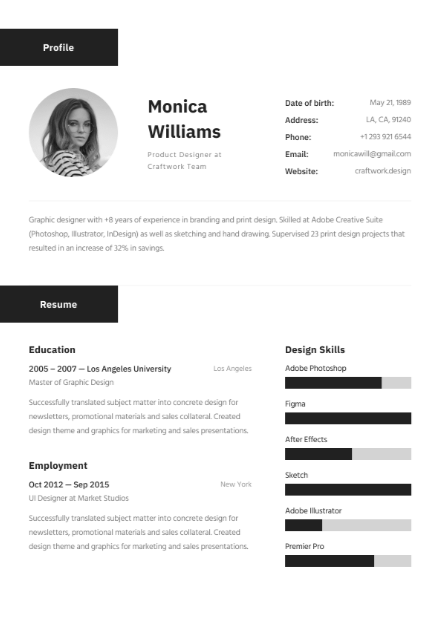 Profile
Monica
Williams
Product Designer at
Craftwork Team
Date of birth: May 21, 1989
Address: LA, CA, 91240
Phone: +1 293 921 6544
Email: monicawill@gmail.com
Website: craftwork.design
Graphic designer with +8 years of experience in branding and print design. Skilled at Adobe Creative Suite
(Photoshop, Illustrator, InDesign) as well as sketching and hand drawing. Supervised 23 print design projects that
resulted in an increase of 32% in savings.
Resume
Education
2005 – 2007 — Los Angeles University Los Angeles
Master of Graphic Design
Successfully translated subject matter into concrete design for
newsletters, promotional materials and sales collateral. Created
design theme and graphics for marketing and sales presentations.
Employment
Oct 2012 — Sep 2015 New York
UI Designer at Market Studios
Successfully translated subject matter into concrete design for
newsletters, promotional materials and sales collateral. Created
design theme and graphics for marketing and sales presentations.
Design Skills
Adobe Photoshop
Figma
After Effects
Sketch
Adobe Illustrator
Premier Pro